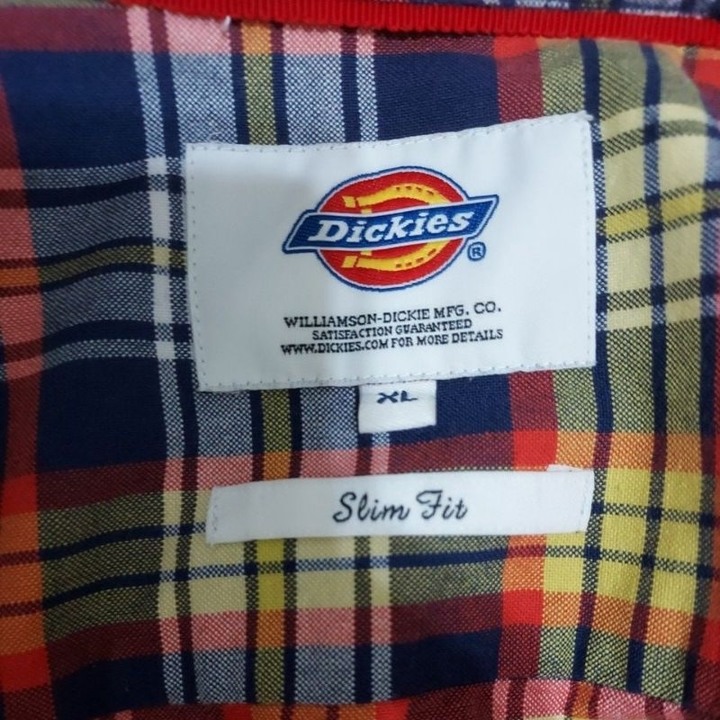 Dickies
®
WILLIAMSON-DICKIE MFG. CO.
SATISFACTION GUARANTEED
WWW.DICKIES.COM FOR MORE DETAILS
XL
Slim Fit